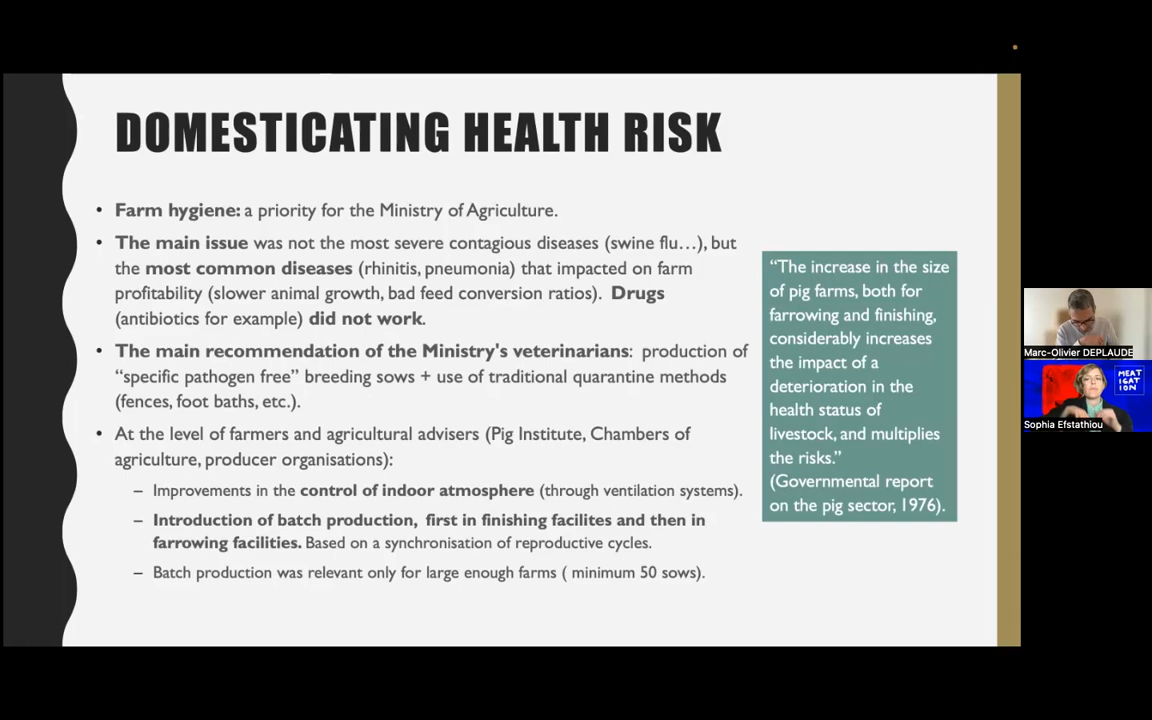 DOMESTICATING HEALTH RISK
• Farm hygiene: a priority for the Ministry of Agriculture.
• The main issue was not the most severe contagious diseases (swine flu…), but
the most common diseases (rhinitis, pneumonia) that impacted on farm
profitability (slower animal growth, bad feed conversion ratios). Drugs
(antibiotics for example) did not work.
• The main recommendation of the Ministry's veterinarians: production of
“specific pathogen free” breeding sows + use of traditional quarantine methods
(fences, foot baths, etc.).
• At the level of farmers and agricultural advisers (Pig Institute, Chambers of
agriculture, producer organisations):
– Improvements in the control of indoor atmosphere (through ventilation systems).
– Introduction of batch production, first in finishing facilites and then in
farrowing facilities. Based on a synchronisation of reproductive cycles.
– Batch production was relevant only for large enough farms ( minimum 50 sows).
“The increase in the size
of pig farms, both for
farrowing and finishing,
considerably increases
the impact of a
deterioration in the
health status of
livestock, and multiplies
the risks.”
(Governmental report
on the pig sector, 1976).
Marc-Olivier DEPLAUDE
MEAT
IGAT
ION
Sophia Efstathiou